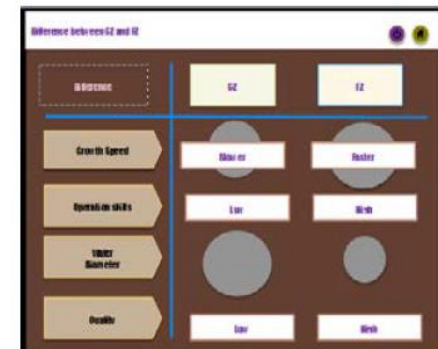 Difference between CZ and FZ
Difference CZ FZ
Growth Speed Slower Faster
Operation skills Low High
Diameter
Quality Low High